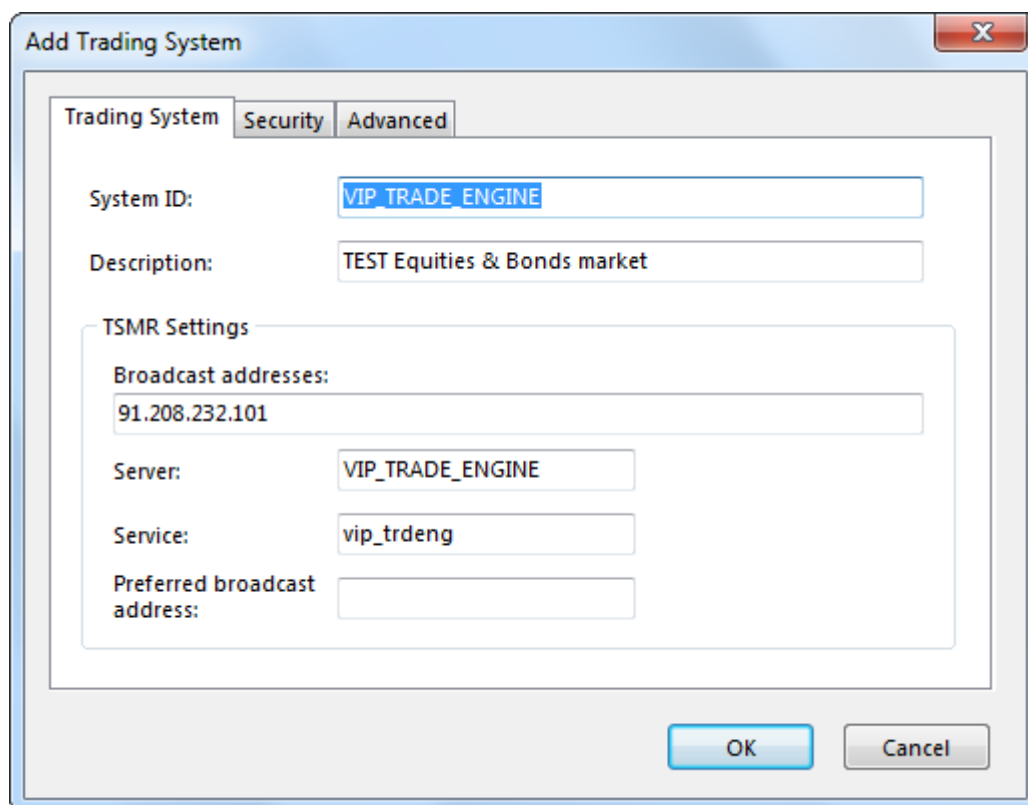 Add Trading System
Trading System Security Advanced
System ID: VIP_TRADE_ENGINE
Description: TEST Equities & Bonds market
TSMR Settings
Broadcast addresses:
91.208.232.101
Server: VIP_TRADE_ENGINE
Service: vip_trdeng
Preferred broadcast
address:
OK Cancel